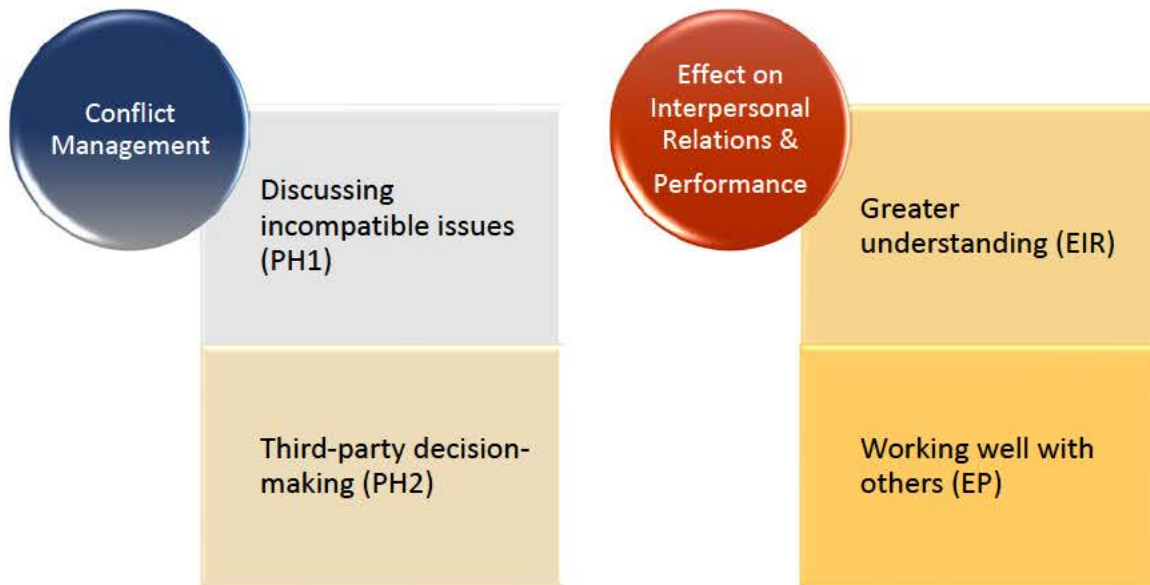 Conflict
Management
Discussing
incompatible issues
(PH1)
Third-party decision-
making (PH2)
Effect on
Interpersonal
Relations &
Performance
Greater
understanding (EIR)
Working well with
others (EP)